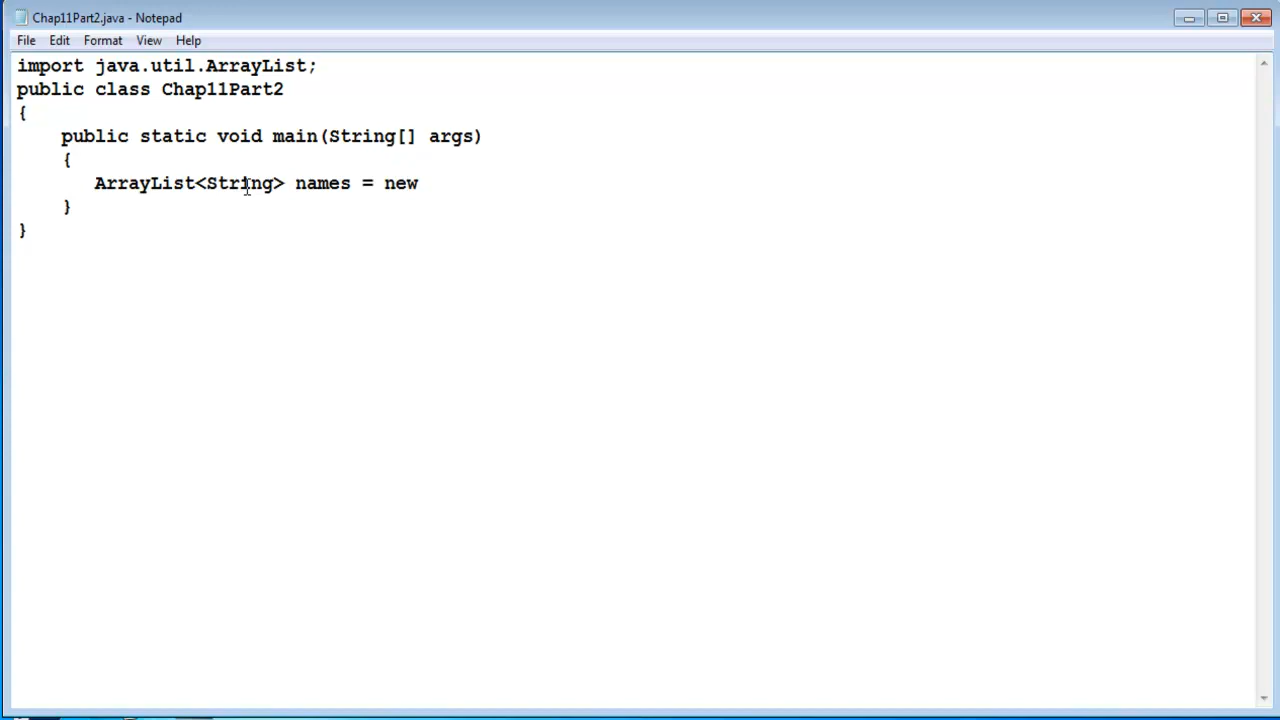 Chap11Part2.java - Notepad
File Edit Format View Help
import java.util.ArrayList;
public class Chap11Part2
{
    public static void main(String[] args)
    {
       ArrayList<String> names = new
    }
}